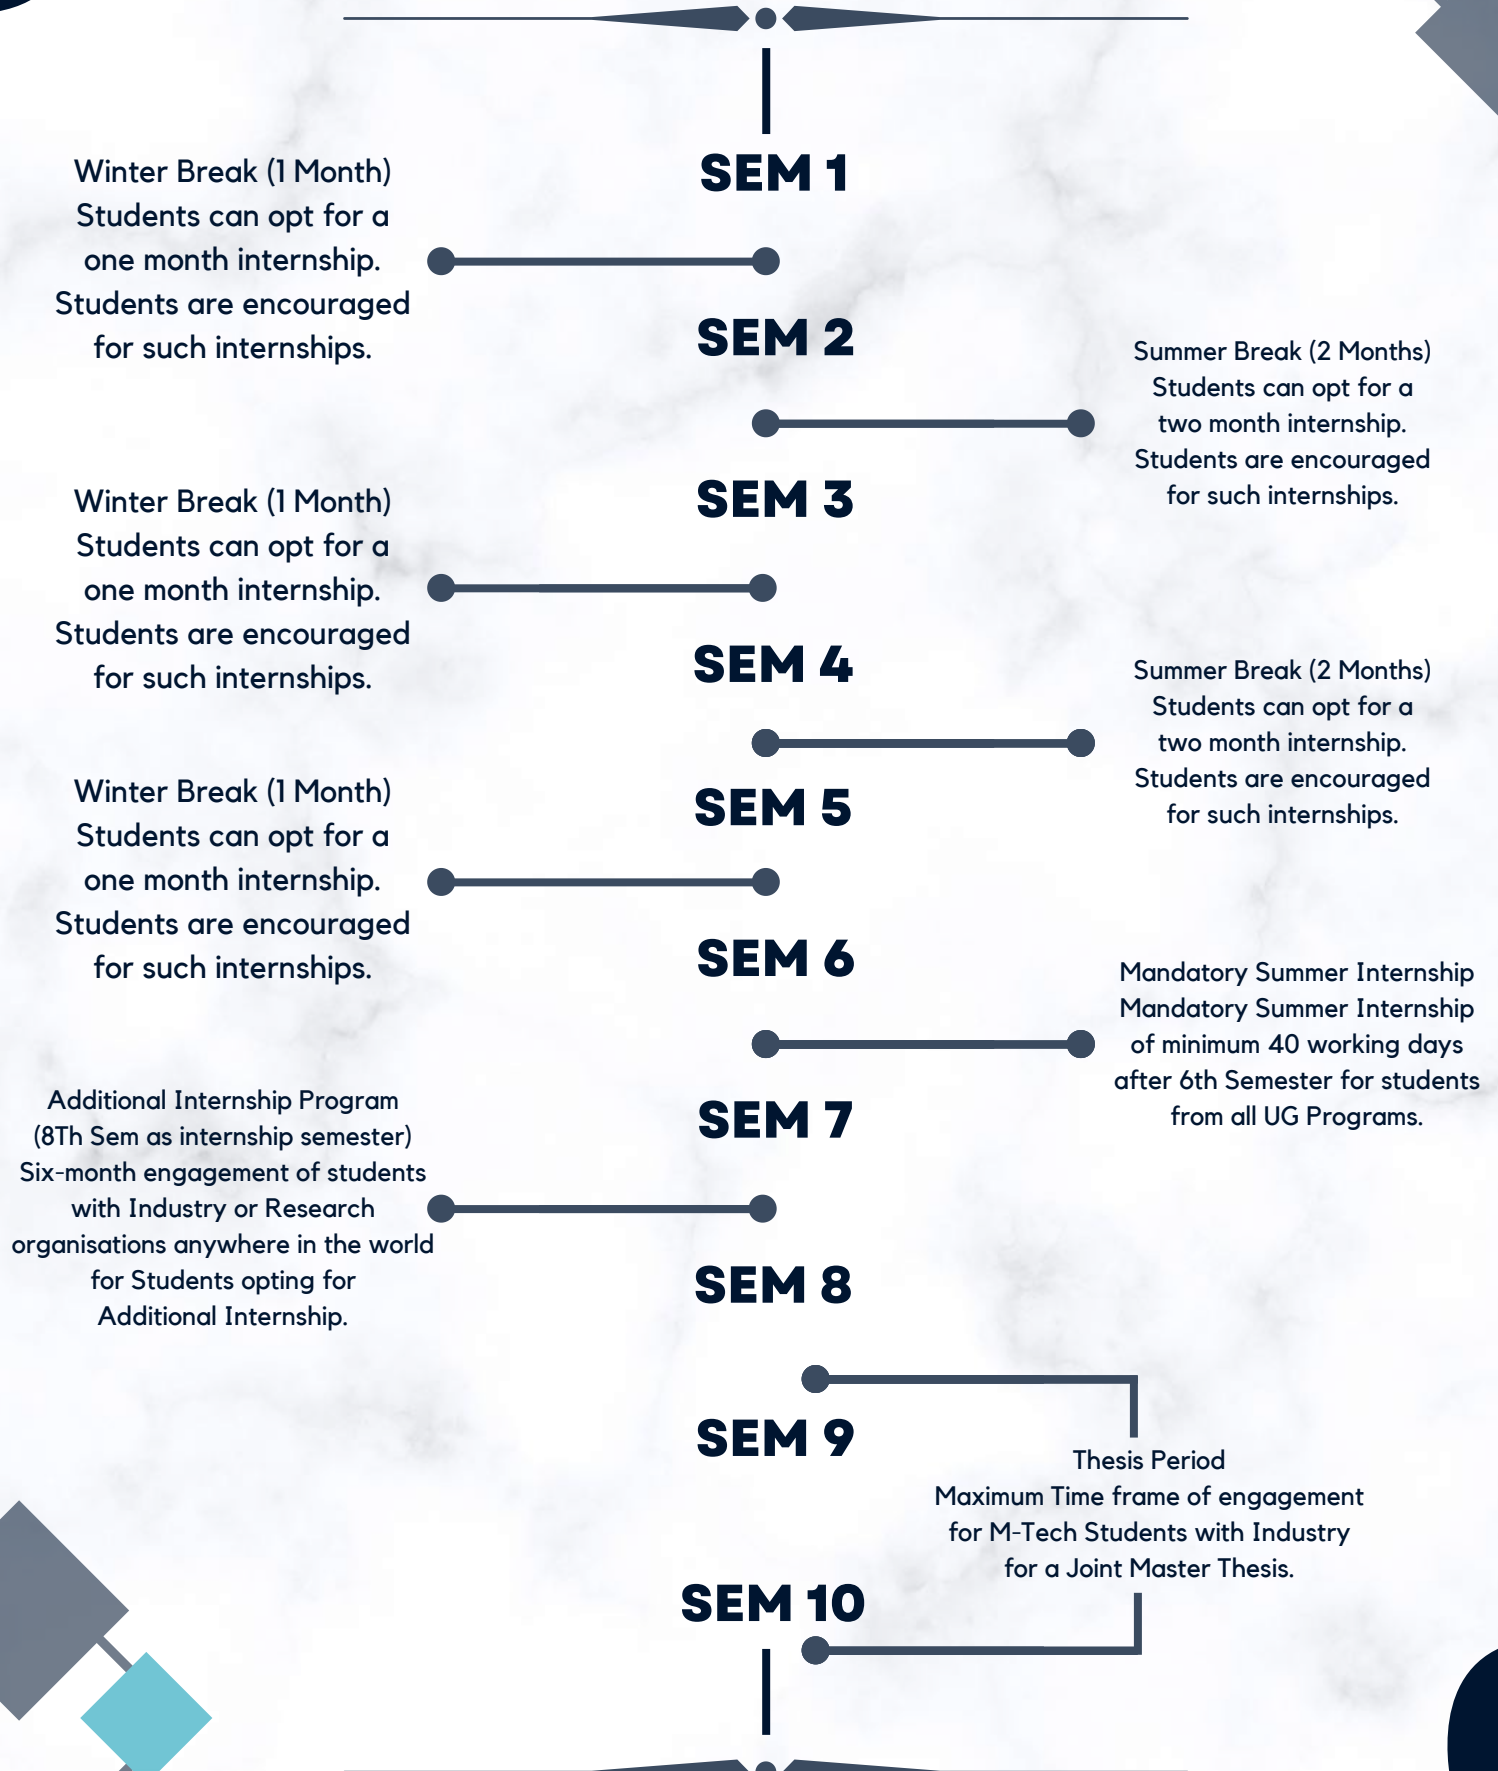 SEM 1
Winter Break (1 Month)
Students can opt for a
one month internship.
Students are encouraged
for such internships.
SEM 2
Summer Break (2 Months)
Students can opt for a
two month internship.
Students are encouraged
for such internships.
SEM 3
Winter Break (1 Month)
Students can opt for a
one month internship.
Students are encouraged
for such internships.
SEM 4
Summer Break (2 Months)
Students can opt for a
two month internship.
Students are encouraged
for such internships.
SEM 5
Winter Break (1 Month)
Students can opt for a
one month internship.
Students are encouraged
for such internships.
SEM 6
Mandatory Summer Internship
Mandatory Summer Internship
of minimum 40 working days
after 6th Semester for students
from all UG Programs.
SEM 7
Additional Internship Program
(8Th Sem as internship semester)
Six-month engagement of students
with Industry or Research
organisations anywhere in the world
for Students opting for
Additional Internship.
SEM 8
SEM 9
Thesis Period
Maximum Time frame of engagement
for M-Tech Students with Industry
for a Joint Master Thesis.
SEM 10